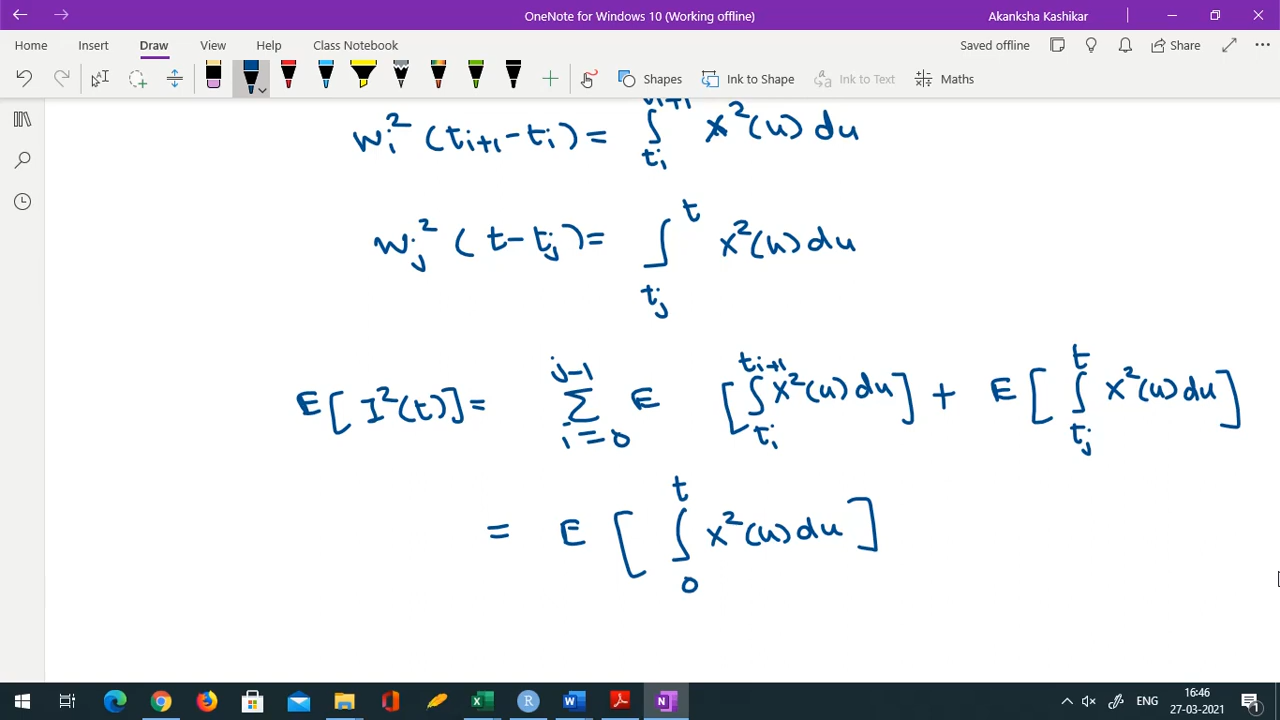 OneNote for Windows 10 (Working offline)
Akanksha Kashikar
Home Insert Draw View Help Class Notebook
Saved offline Share
Shapes Ink to Shape Ink to Text Maths
w_i^2 (t_{i+1} - t_i) = ∫_{t_i}^{t_{i+1}} x^2(u) du
w_j^2 (t - t_j) = ∫_{t_j}^{t} x^2(u) du
E[I^2(t)] = Σ_{i=0}^{j-1} E [∫_{t_i}^{t_{i+1}} x^2(u) du] + E [∫_{t_j}^{t} x^2(u) du]
= E [∫_0^t x^2(u) du]
ENG
16:46
27-03-2021
1